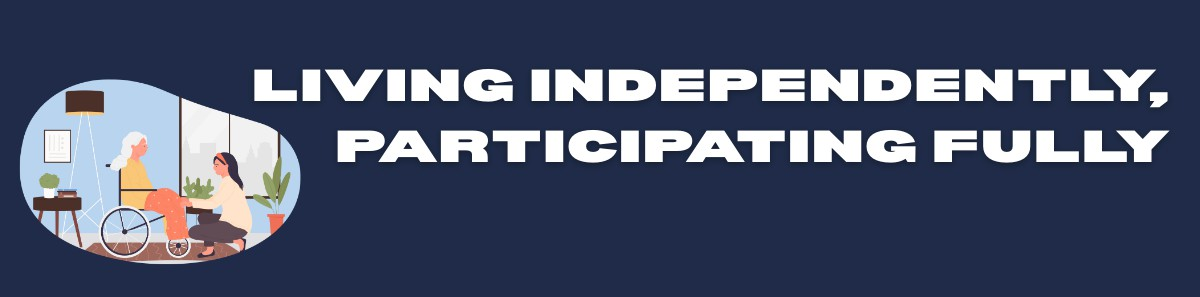 LIVING INDEPENDENTLY,
PARTICIPATING FULLY